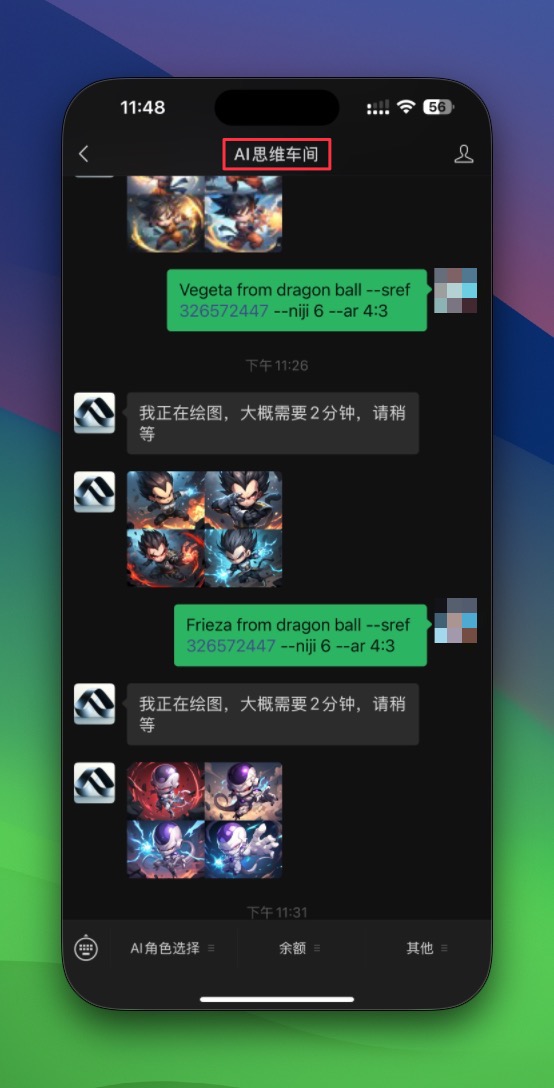 11:48
56
AI思维车间
Vegeta from dragon ball --sref
326572447 --niji 6 --ar 4:3
下午 11:26
我正在绘图，大概需要2分钟，请稍
等
Frieza from dragon ball --sref
326572447 --niji 6 --ar 4:3
我正在绘图，大概需要2分钟，请稍
等
下午 11:31
AI角色选择
余额
其他